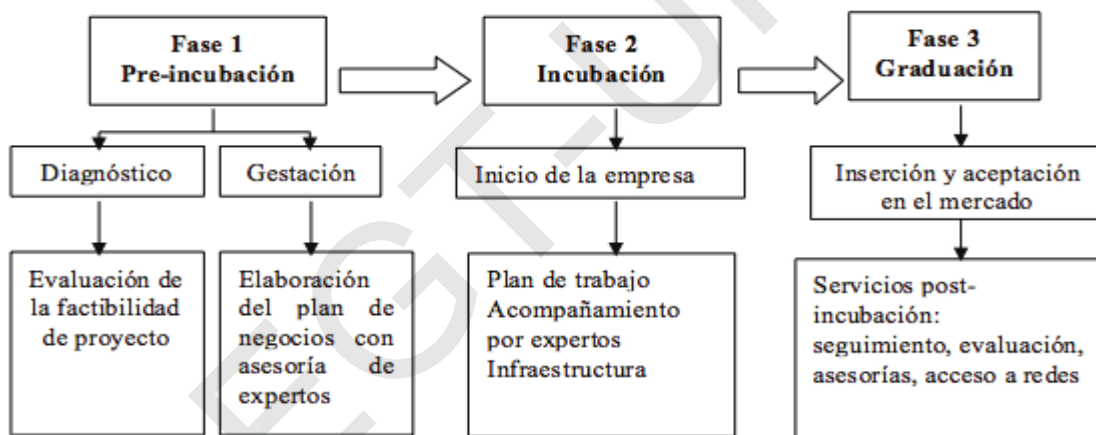 Fase 1
Pre-incubación
Fase 2
Incubación
Fase 3
Graduación
Diagnóstico
Gestación
Inicio de la empresa
Inserción y aceptación
en el mercado
Evaluación de
la factibilidad
de proyecto
Elaboración
del plan de
negocios con
asesoría de
expertos
Plan de trabajo
Acompañamiento
por expertos
Infraestructura
Servicios post-
incubación:
seguimiento, evaluación,
asesorías, acceso a redes